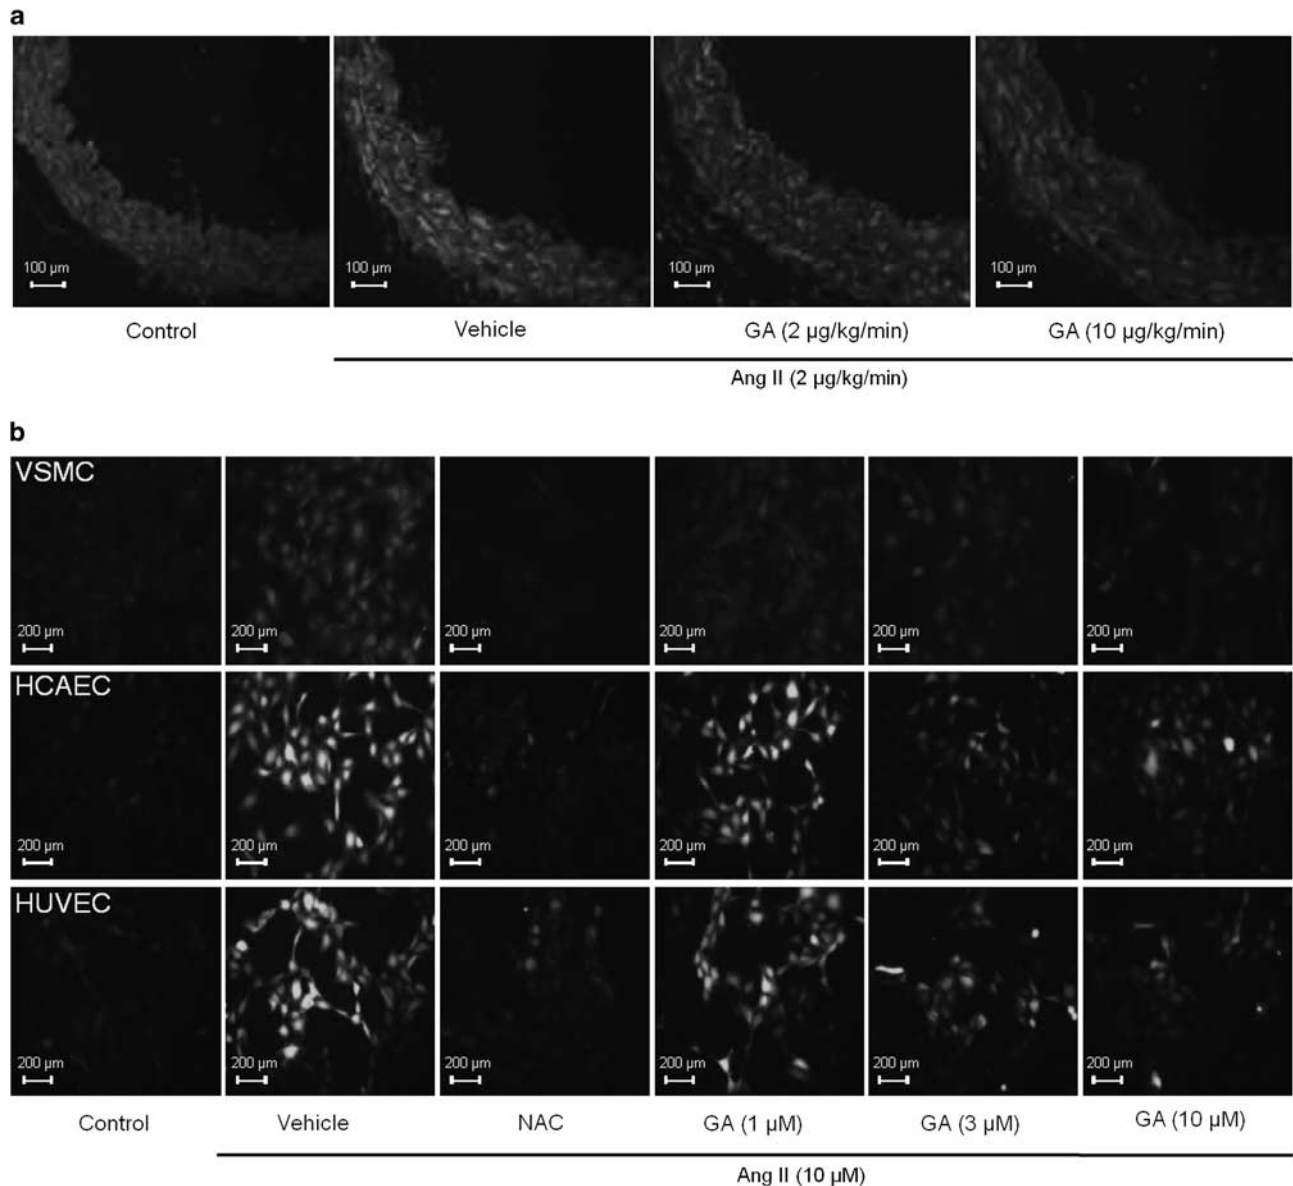 a
100 µm 100 µm 100 µm 100 µm
Control Vehicle GA (2 µg/kg/min) GA (10 µg/kg/min)
Ang II (2 µg/kg/min)
b
VSMC
200 µm 200 µm 200 µm 200 µm 200 µm 200 µm
HCAEC
200 µm 200 µm 200 µm 200 µm 200 µm 200 µm
HUVEC
200 µm 200 µm 200 µm 200 µm 200 µm 200 µm
Control Vehicle NAC GA (1 µM) GA (3 µM) GA (10 µM)
Ang II (10 µM)